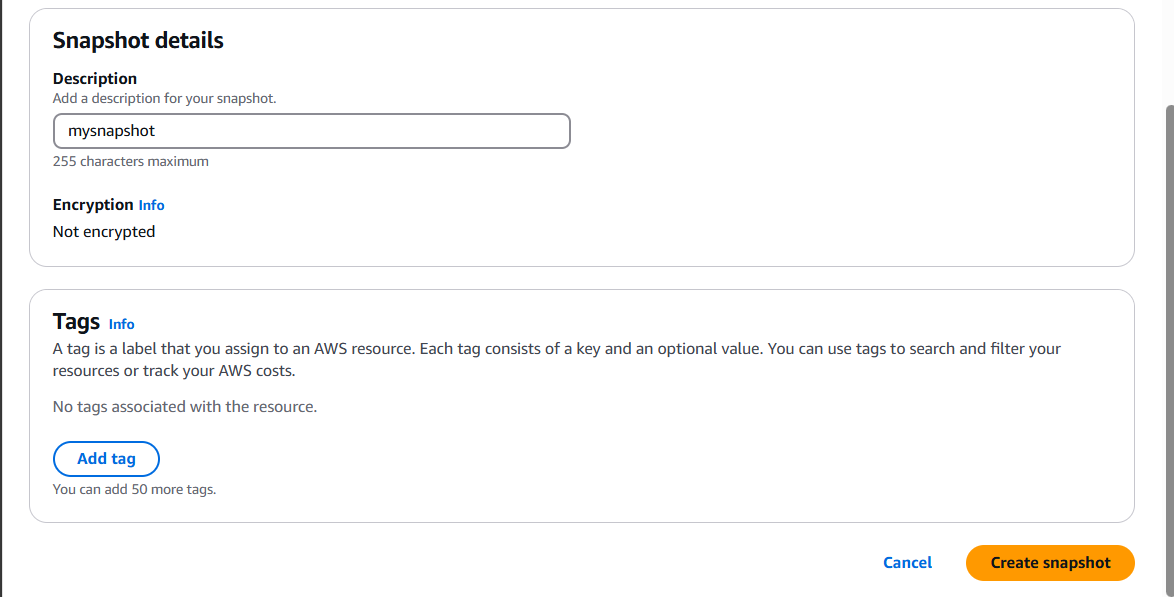 Snapshot details
Description
Add a description for your snapshot.
mysnapshot
255 characters maximum
Encryption Info
Not encrypted
Tags Info
A tag is a label that you assign to an AWS resource. Each tag consists of a key and an optional value. You can use tags to search and filter your
resources or track your AWS costs.
No tags associated with the resource.
Add tag
You can add 50 more tags.
Cancel Create snapshot